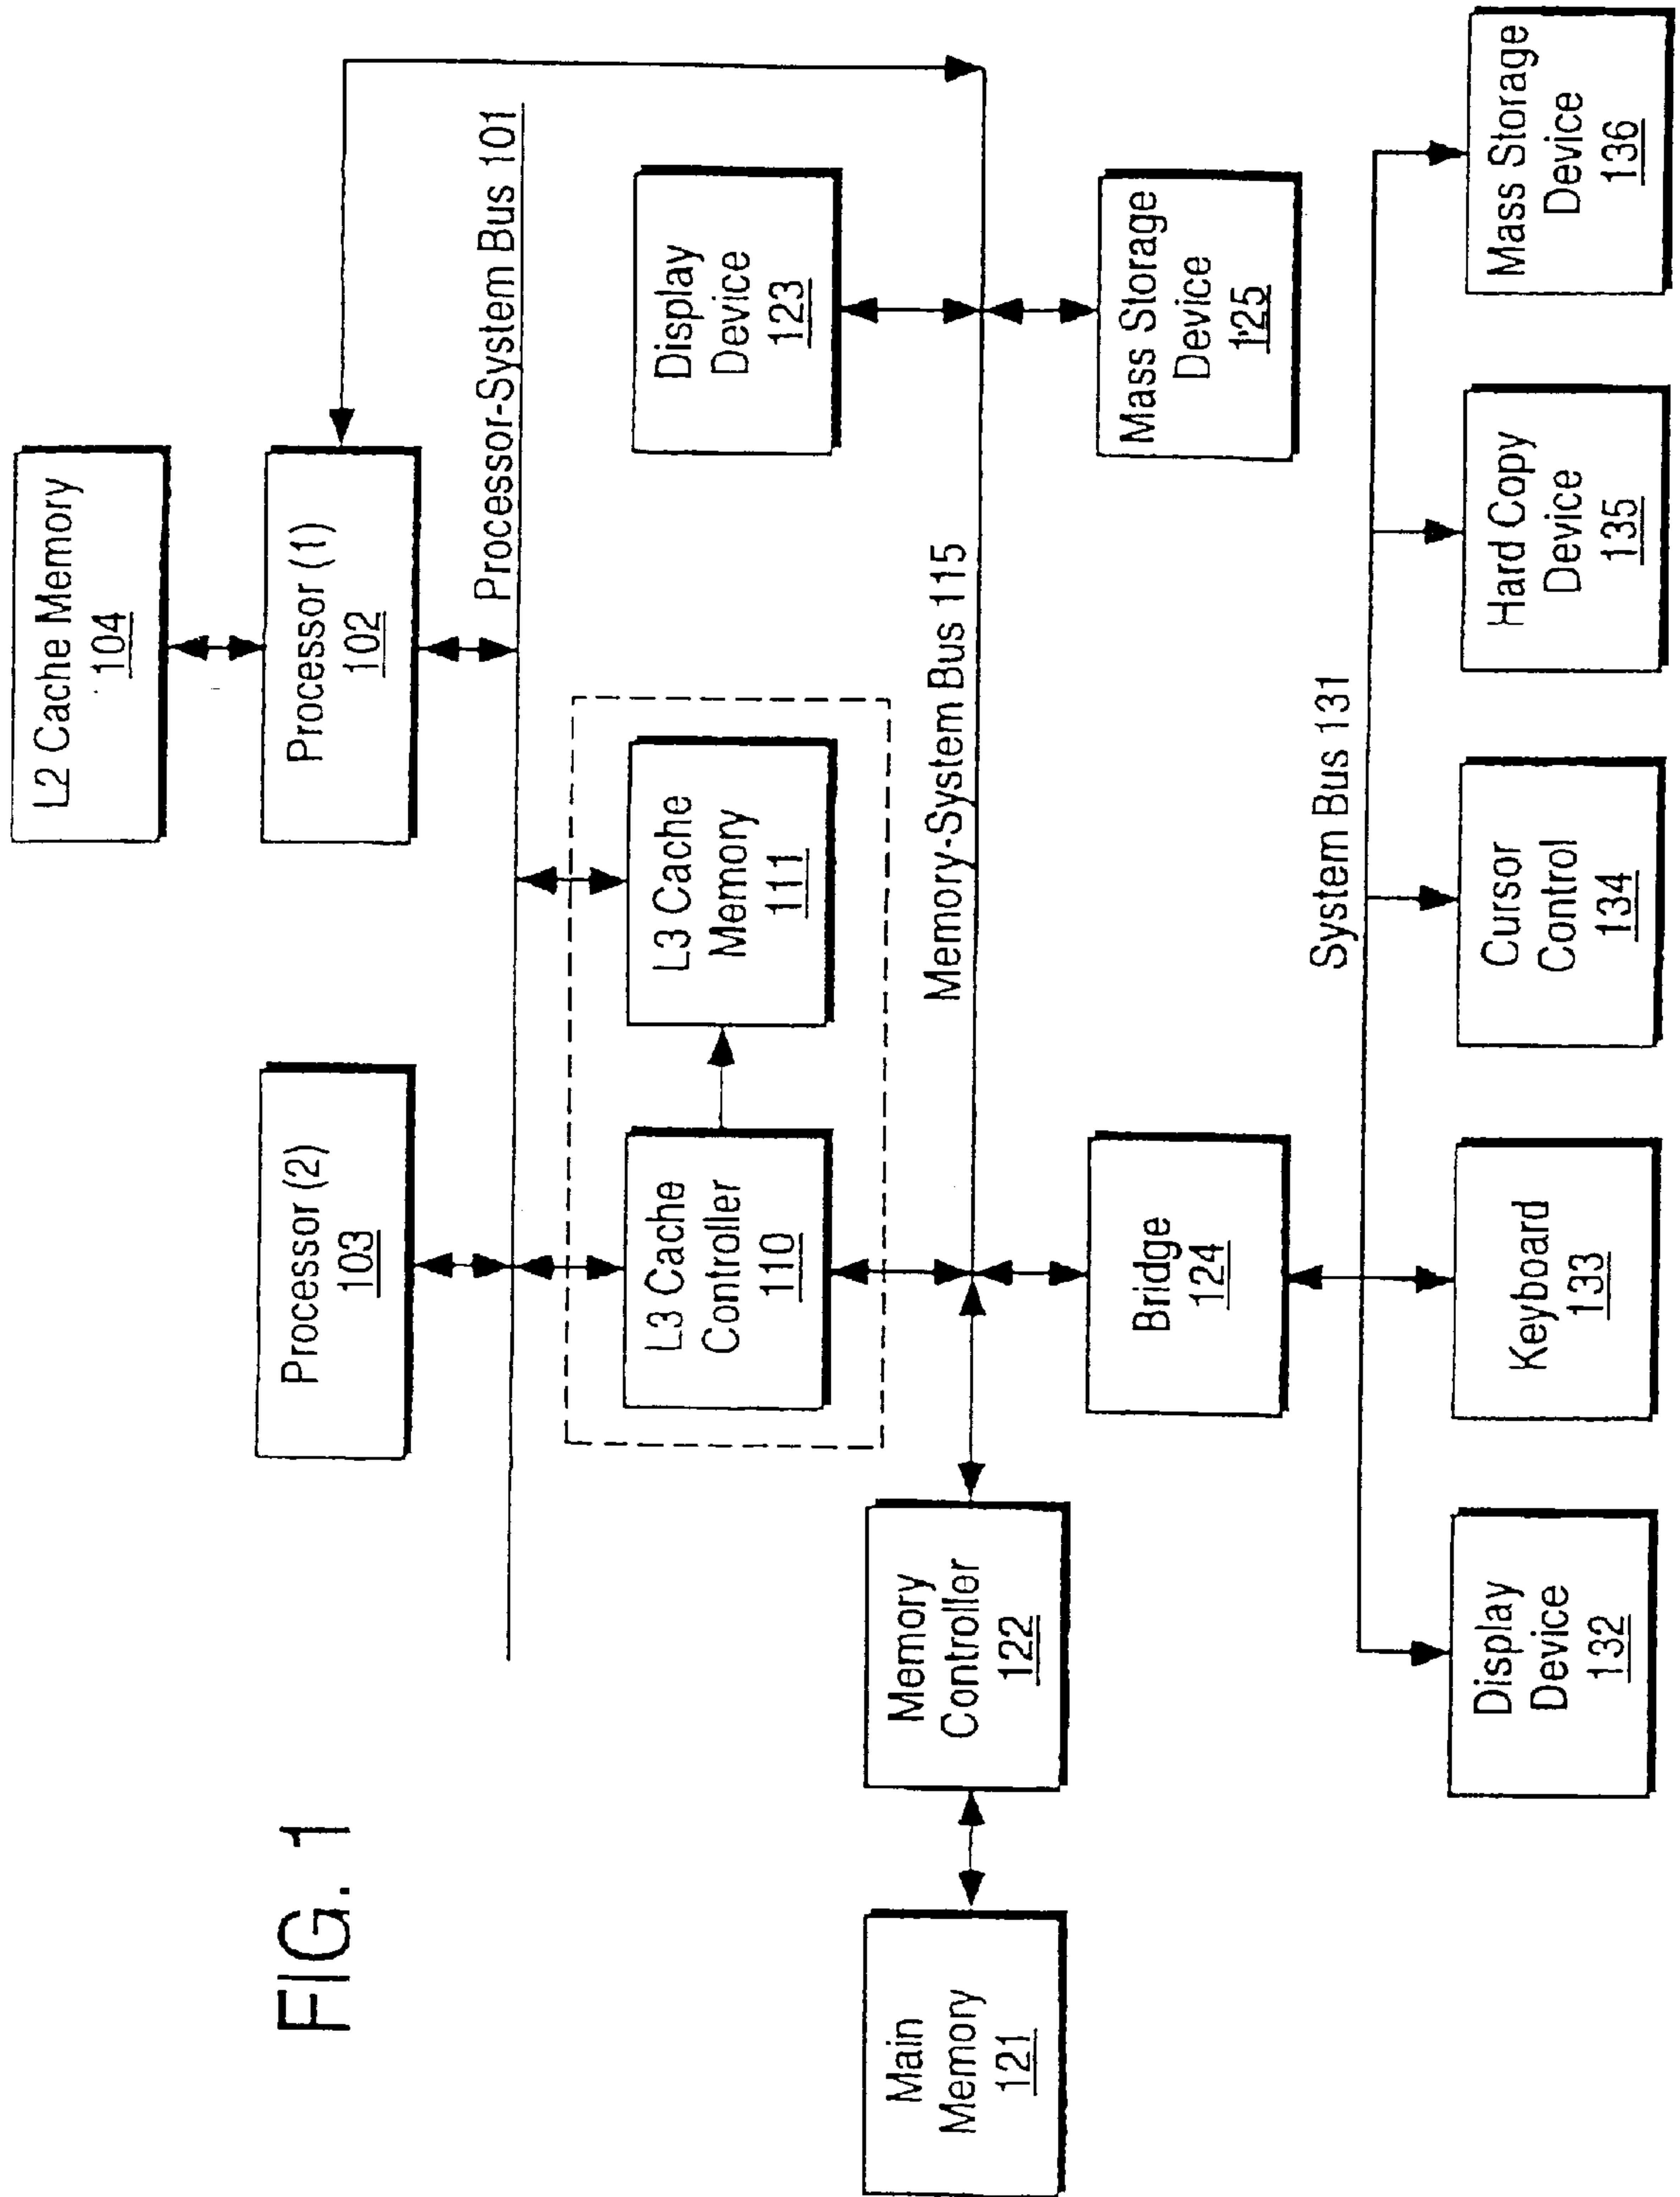 FIG. 1
L2 Cache Memory
104
Processor (2)
103
Processor (1)
102
Processor-System Bus 101
L3 Cache
Controller
110
L3 Cache
Memory
111
Display
Device
123
Memory-System Bus 115
Main
Memory
121
Memory
Controller
122
Bridge
124
Mass Storage
Device
125
System Bus 131
Display
Device
132
Keyboard
133
Cursor
Control
134
Hard Copy
Device
135
Mass Storage
Device
136